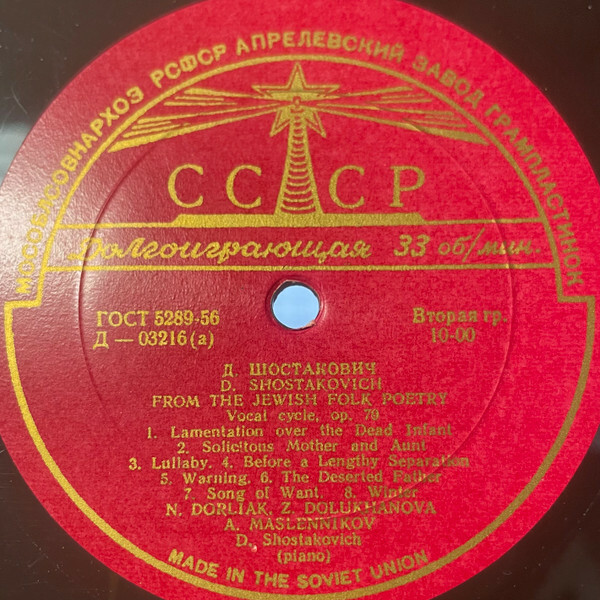 МОСОБЛСОВНАРХОЗ РСФСР АПРЕЛЕВСКИЙ ЗАВОД ГРАМПЛАСТИНОК
СССР
Долгоиграющая 33 об/мин.
ГОСТ 5289-56
Вторая гр.
Д — 03216 (а)
10-00
Д. ШОСТАКОВИЧ
D. SHOSTAKOVICH
FROM THE JEWISH FOLK POETRY
Vocal cycle, op. 79
1. Lamentation over the Dead Infant
2. Solicitous Mother and Aunt
3. Lullaby. 4. Before a Lengthy Separation
5. Warning. 6. The Deserted Father
7. Song of Want. 8. Winter
N. DORLIAK, Z. DOLUKHANOVA
A. MASLENNIKOV
D. Shostakovich
(piano)
MADE IN THE SOVIET UNION